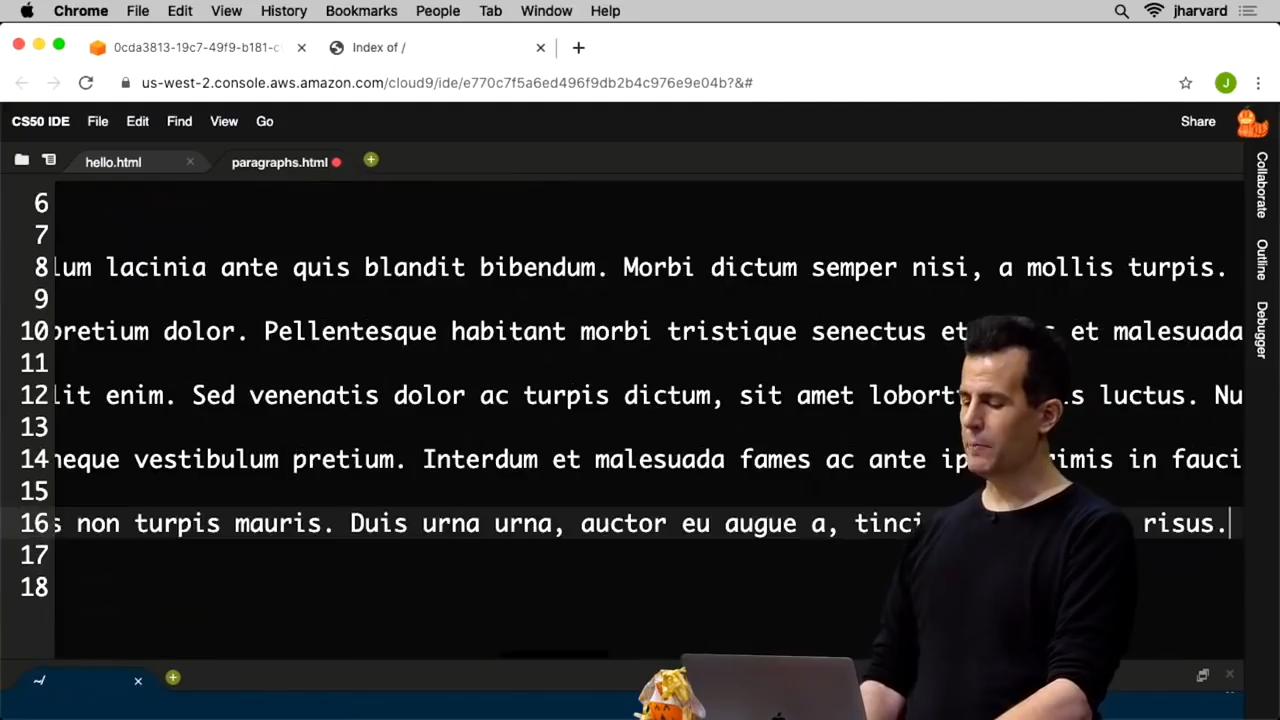 Chrome File Edit View History Bookmarks People Tab Window Help jharvard
0cda3813-19c7-49f9-b181-c Index of /
us-west-2.console.aws.amazon.com/cloud9/ide/e770c7f5a6ed496f9db2b4c976e9e04b?&#
CS50 IDE File Edit Find View Go Share
hello.html paragraphs.html
Collaborate
Outline
Debugger
6
7
8 lum lacinia ante quis blandit bibendum. Morbi dictum semper nisi, a mollis turpis.
9
10 pretium dolor. Pellentesque habitant morbi tristique senectus et et malesuada
11
12 lit enim. Sed venenatis dolor ac turpis dictum, sit amet luctus. Nu
13
14 neque vestibulum pretium. Interdum et malesuada fames ac ante in fauci
15
16 s non turpis mauris. Duis urna urna, auctor eu augue a, tinci risus.
17
18
~/